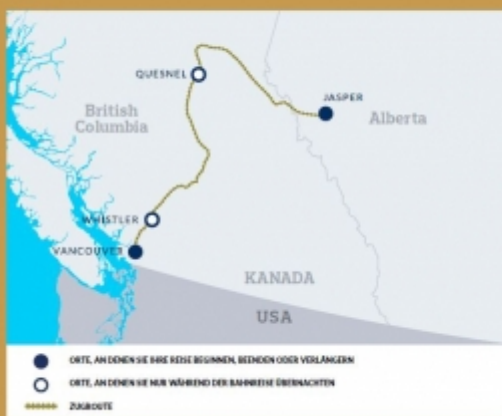 QUESNEL
JASPER
British
Columbia
Alberta
WHISTLER
VANCOUVER
KANADA
USA
ORTE, AN DENEN SIE IHRE REISE BEGINNEN, BEENDEN ODER VERLÄNGERN
ORTE, AN DENEN SIE NUR WÄHREND DER BAHNREISE ÜBERNACHTEN
ZUGROUTE